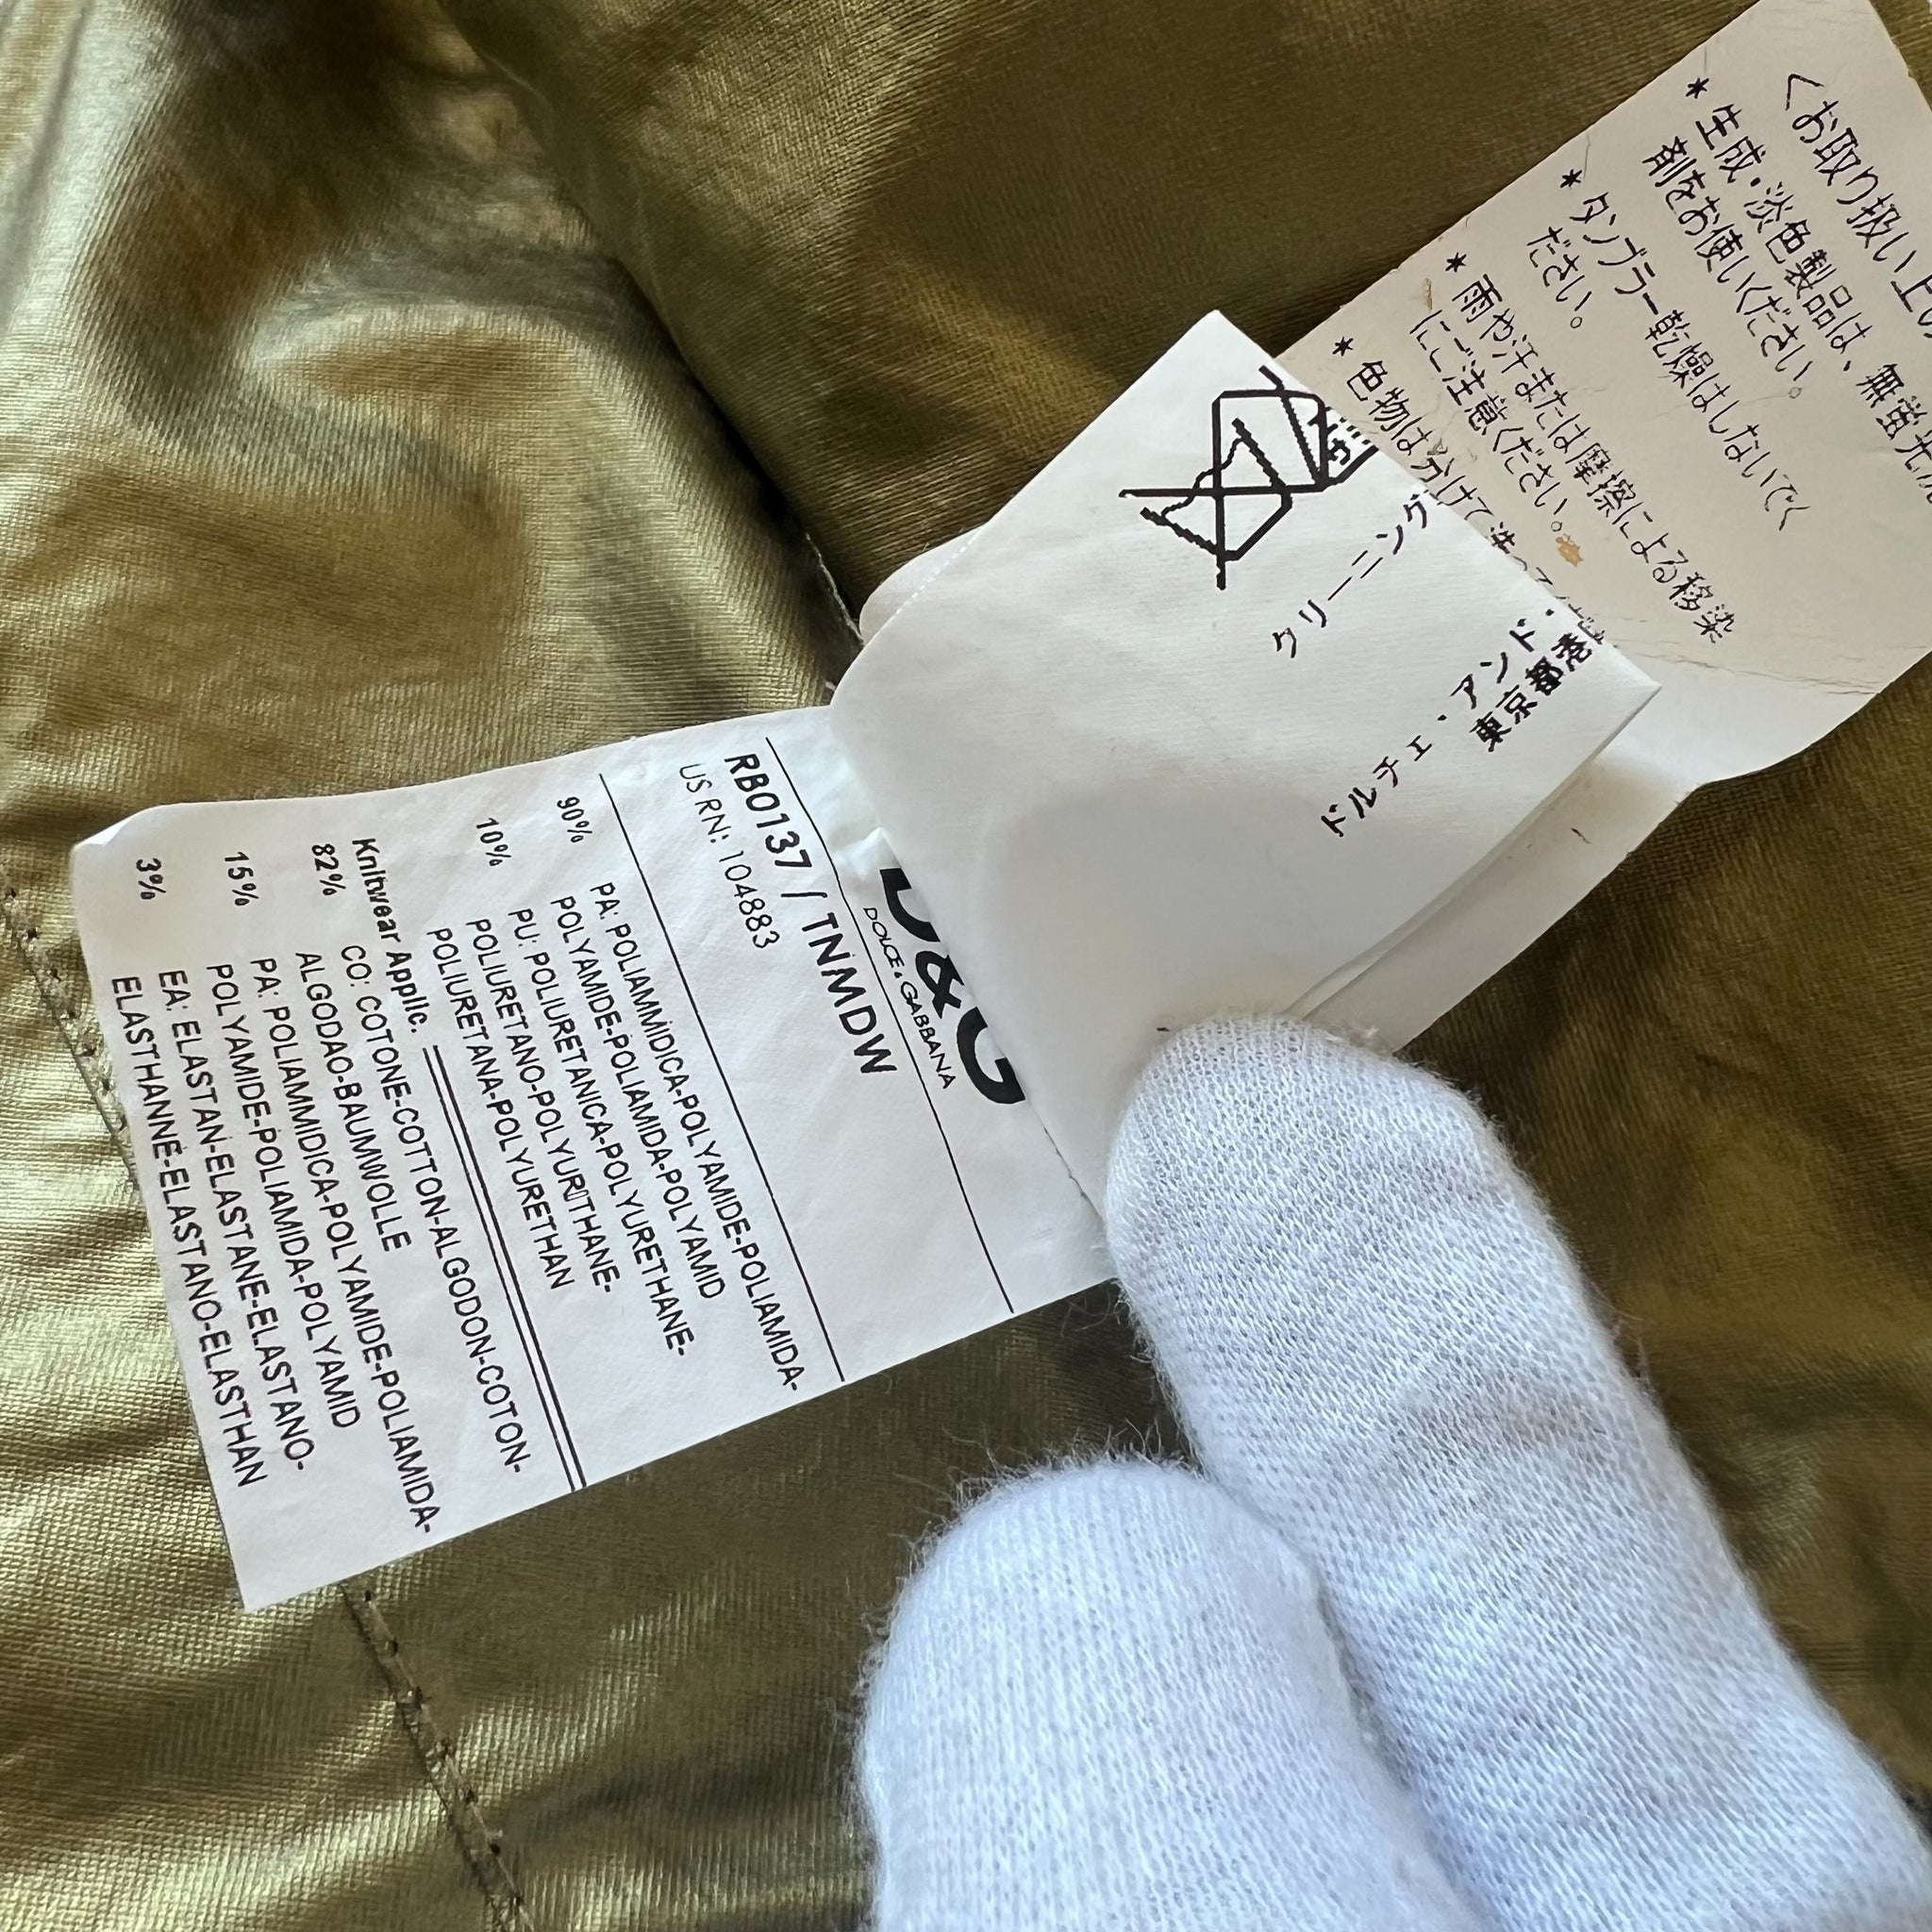 D&G
DOLCE & GABBANA
RB0137 / TNMDW
US RN: 104883
90% PA: POLIAMMIDICA-POLYAMIDE-POLIAMIDA-
POLYAMIDE-POLIAMIDA-POLYAMID
10% PU: POLIURETANICA-POLYURETHANE-
POLIURETANO-POLYURITHANE-
POLIURETANA-POLYURETHAN
Knitwear Applic.
82% CO: COTONE-COTTON-ALGODON-COTON-
ALGODAO-BAUMWOLLE
15% PA: POLIAMMIDICA-POLYAMIDE-POLIAMIDA-
POLYAMIDE-POLIAMIDA-POLYAMID
3% EA: ELASTAN-ELASTANE-ELASTANO-
ELASTHANNE-ELASTANO-ELASTHAN
クリーニング
ドルチェ・アンド・
東京都港
<お取り扱い上の
* 生成・淡色製品は、無蛍光洗
剤をお使いください。
* タンブラー乾燥はしないでく
ださい。
* 雨や汗または摩擦による移染
にご注意ください。
* 色物は分けて洗